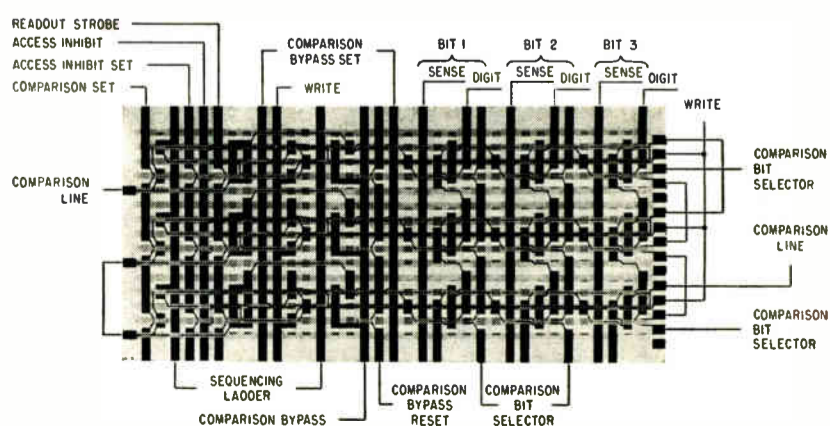 READOUT STROBE
ACCESS INHIBIT
ACCESS INHIBIT SET
COMPARISON SET
COMPARISON
BYPASS SET
WRITE
BIT 1
SENSE
DIGIT
BIT 2
SENSE
DIGIT
BIT 3
SENSE
DIGIT
WRITE
COMPARISON
LINE
COMPARISON
BIT
SELECTOR
COMPARISON
LINE
COMPARISON
BIT
SELECTOR
SEQUENCING
LADDER
COMPARISON BYPASS
COMPARISON
BYPASS
RESET
COMPARISON
BIT
SELECTOR